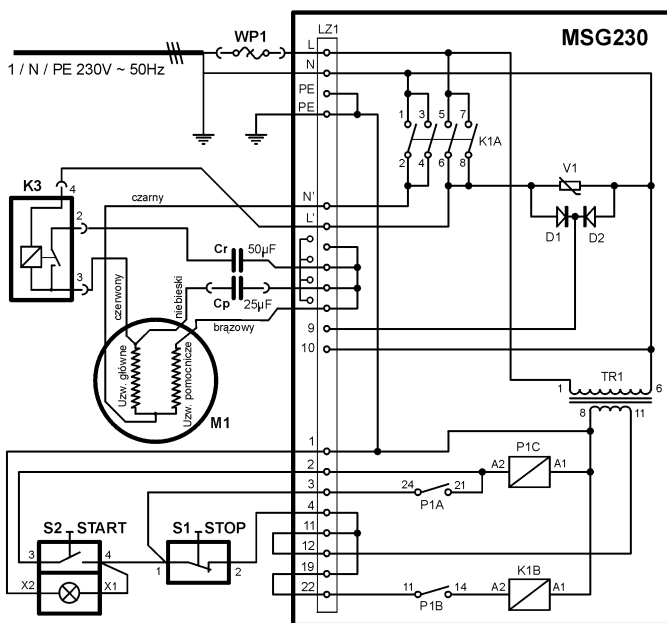 LZ1
MSG230
WP1
1 / N / PE 230V ~ 50Hz
L
N
PE
PE
1 3 5 7
K1A
2 4 6 8
V1
D1 D2
K3
4
2
3
czarny
N'
L'
Cr 50µF
Cp 25µF
czerwony
niebieski
brązowy
9
10
Uzw. główne
Uzw. pomocnicze
M1
TR1
1 6
8 11
1
2
3
4
11
12
19
22
P1C
A2 A1
24 21
P1A
S2 START
S1 STOP
3 4
1 2
X2 X1
11 14
P1B
A2 A1
K1B